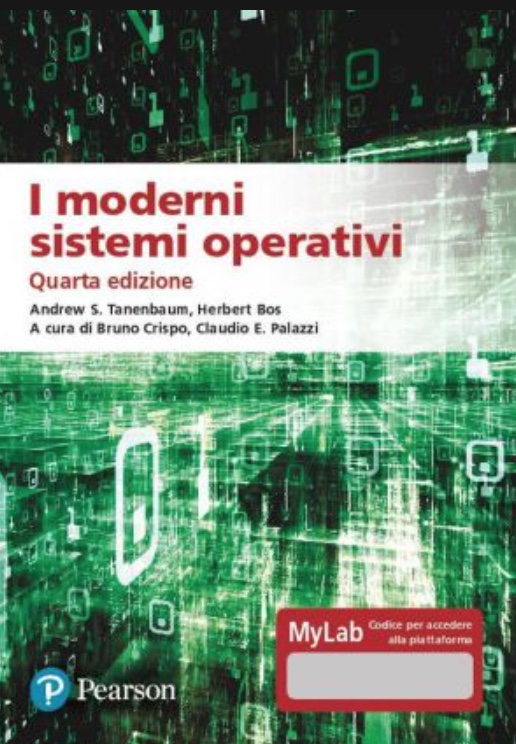 I moderni
sistemi operativi
Quarta edizione
Andrew S. Tanenbaum, Herbert Bos
A cura di Bruno Crispo, Claudio E. Palazzi
MyLab
Codice per accedere
alla piattaforma
P Pearson